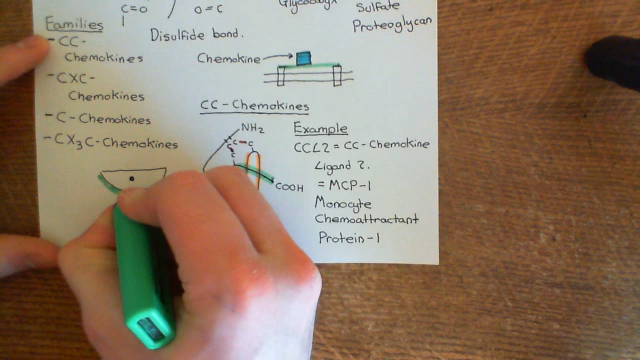 C=O
O=C
Glycocalyx
Sulfate
Proteoglycan
Families
Disulfide bond.
- CC-
Chemokines
Chemokine
- CXC-
Chemokines
CC-Chemokines
- C-Chemokines
- CX3C-Chemokines
NH2
C-C
C
COOH
Example
CCL2 = CC-Chemokine
Ligand 2.
= MCP-1
Monocyte
Chemoattractant
Protein-1